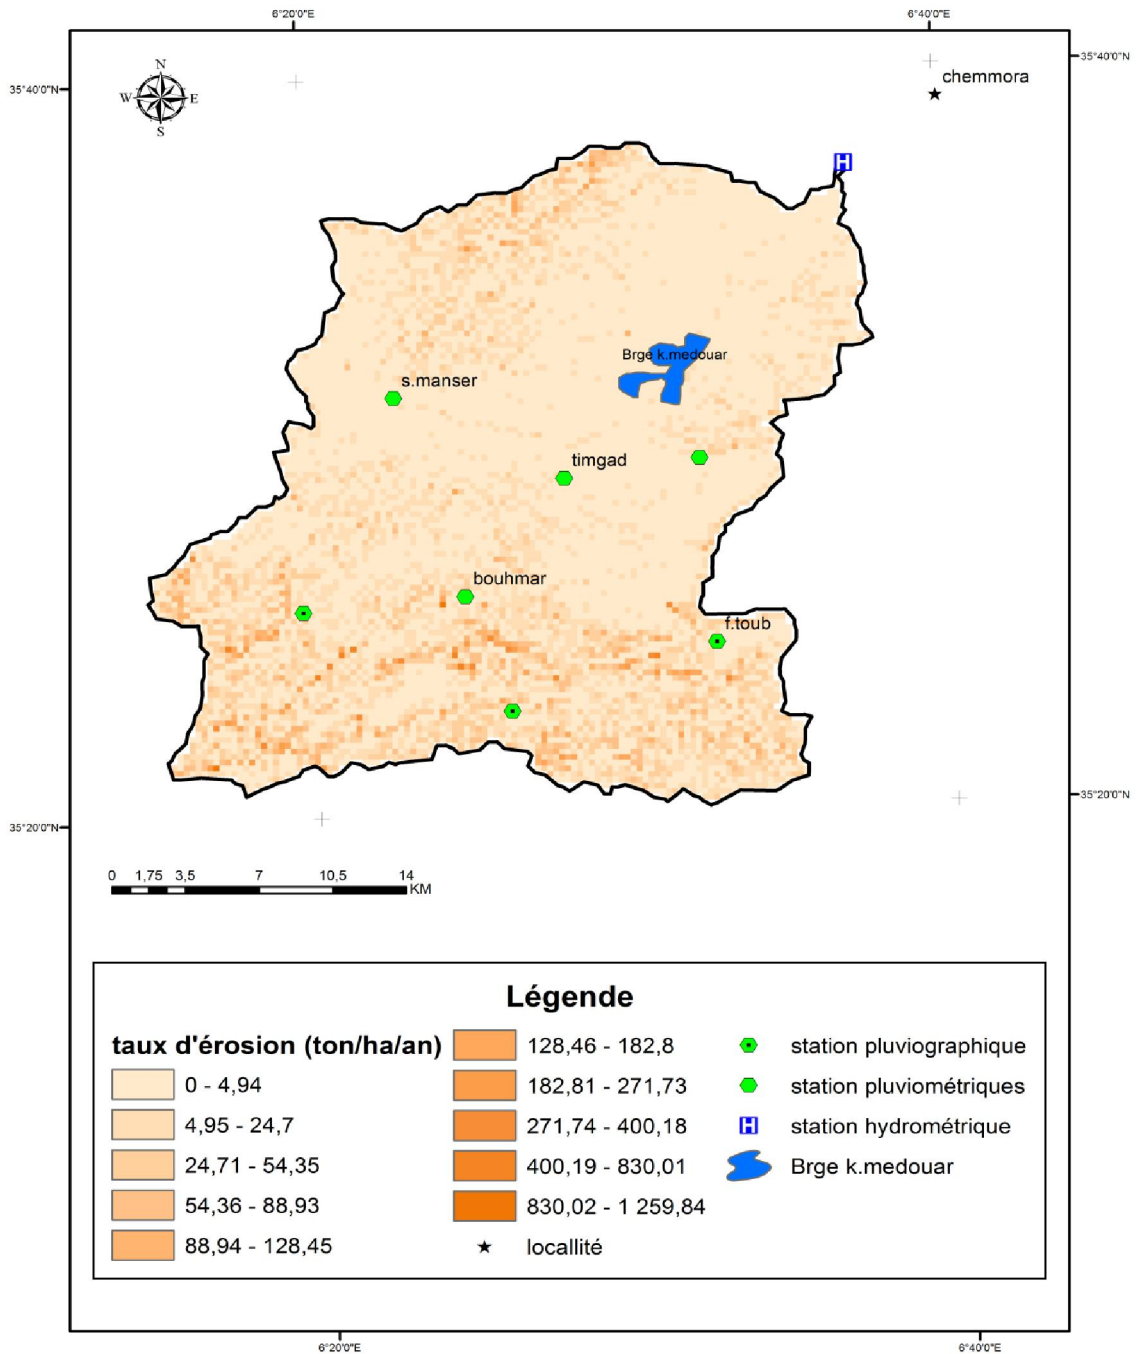 6°20'0"E
6°40'0"E
35°40'0"N
35°40'0"N
N
W
E
S
chemmora
H
Brge k.medouar
s.manser
timgad
bouhmar
f.toub
35°20'0"N
35°20'0"N
0 1,75 3,5 7 10,5 14
KM
Légende
taux d'érosion (ton/ha/an)
0 - 4,94
4,95 - 24,7
24,71 - 54,35
54,36 - 88,93
88,94 - 128,45
128,46 - 182,8
182,81 - 271,73
271,74 - 400,18
400,19 - 830,01
830,02 - 1 259,84
locallité
station pluviographique
station pluviométriques
H station hydrométrique
Brge k.medouar
6°20'0"E
6°40'0"E